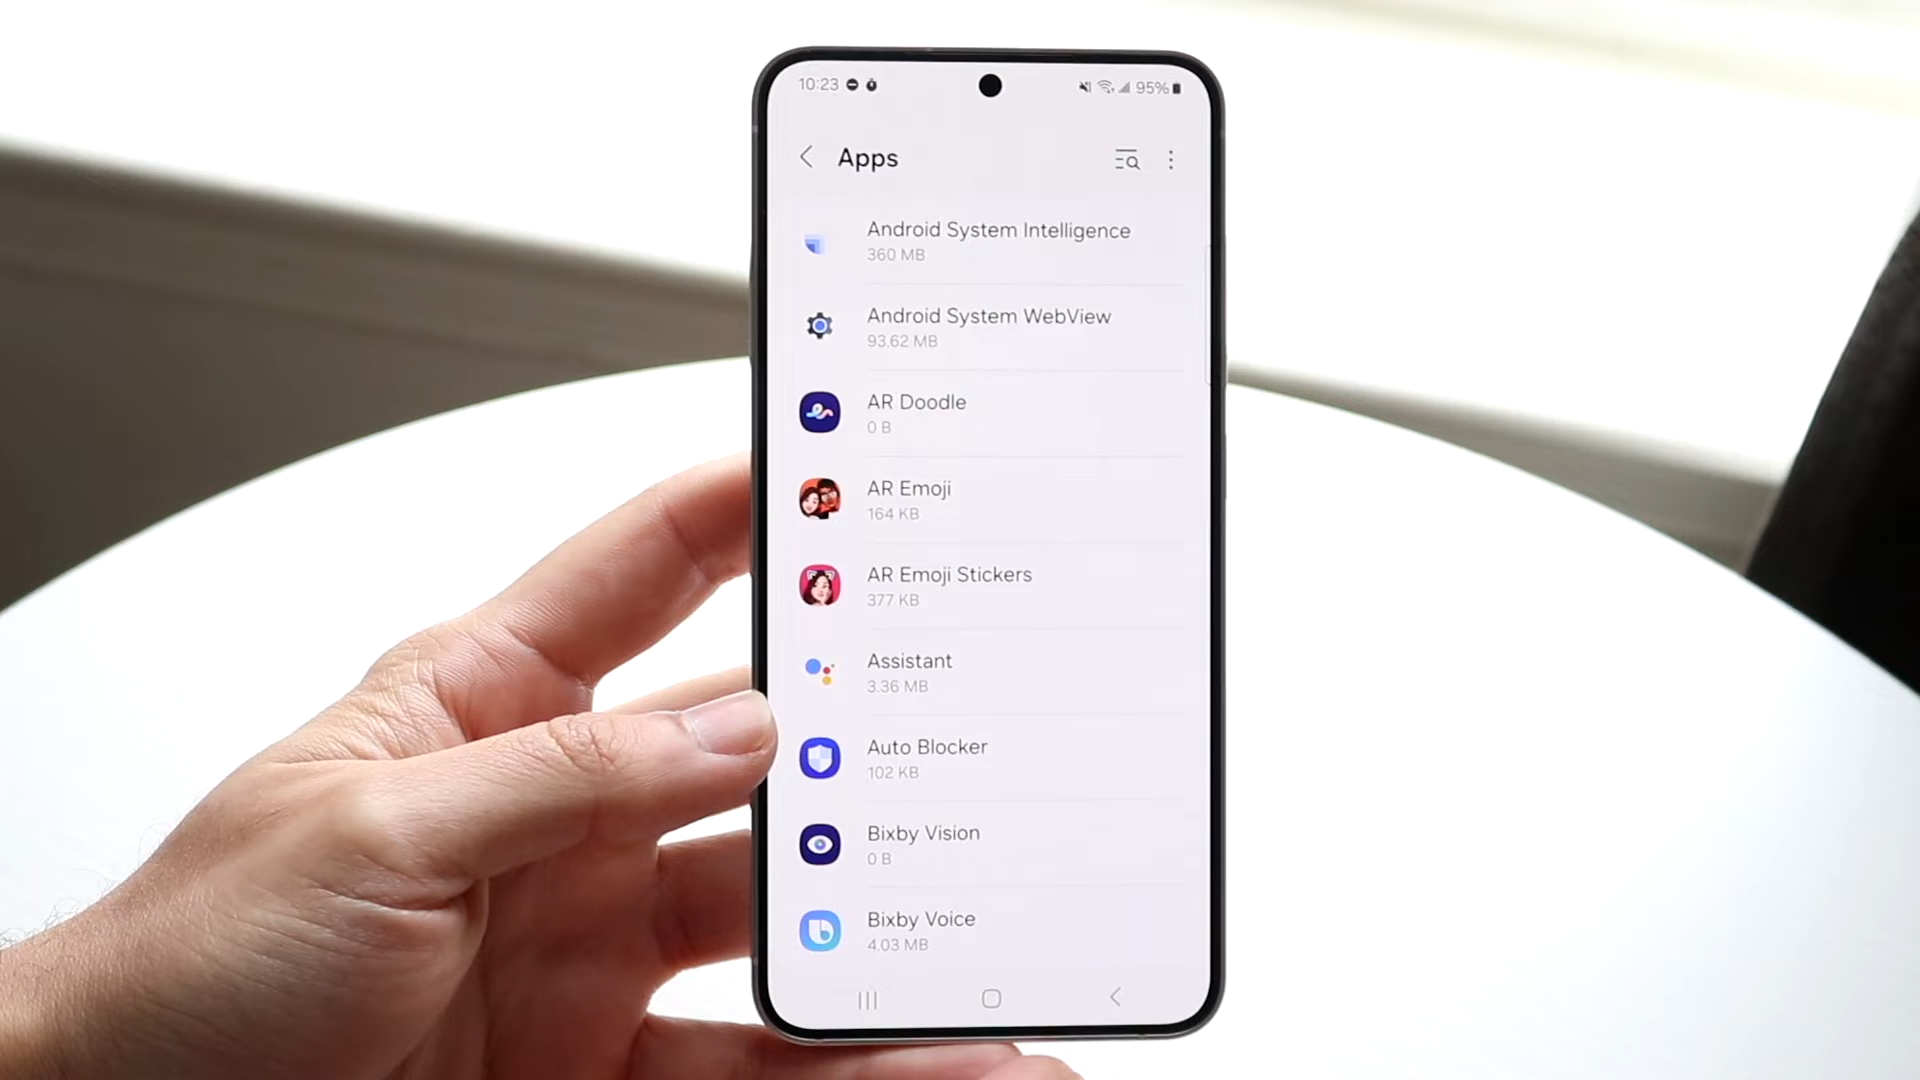 10:23
95%
Apps
Android System Intelligence
360 MB
Android System WebView
93.62 MB
AR Doodle
0 B
AR Emoji
164 KB
AR Emoji Stickers
377 KB
Assistant
3.36 MB
Auto Blocker
102 KB
Bixby Vision
0 B
Bixby Voice
4.03 MB